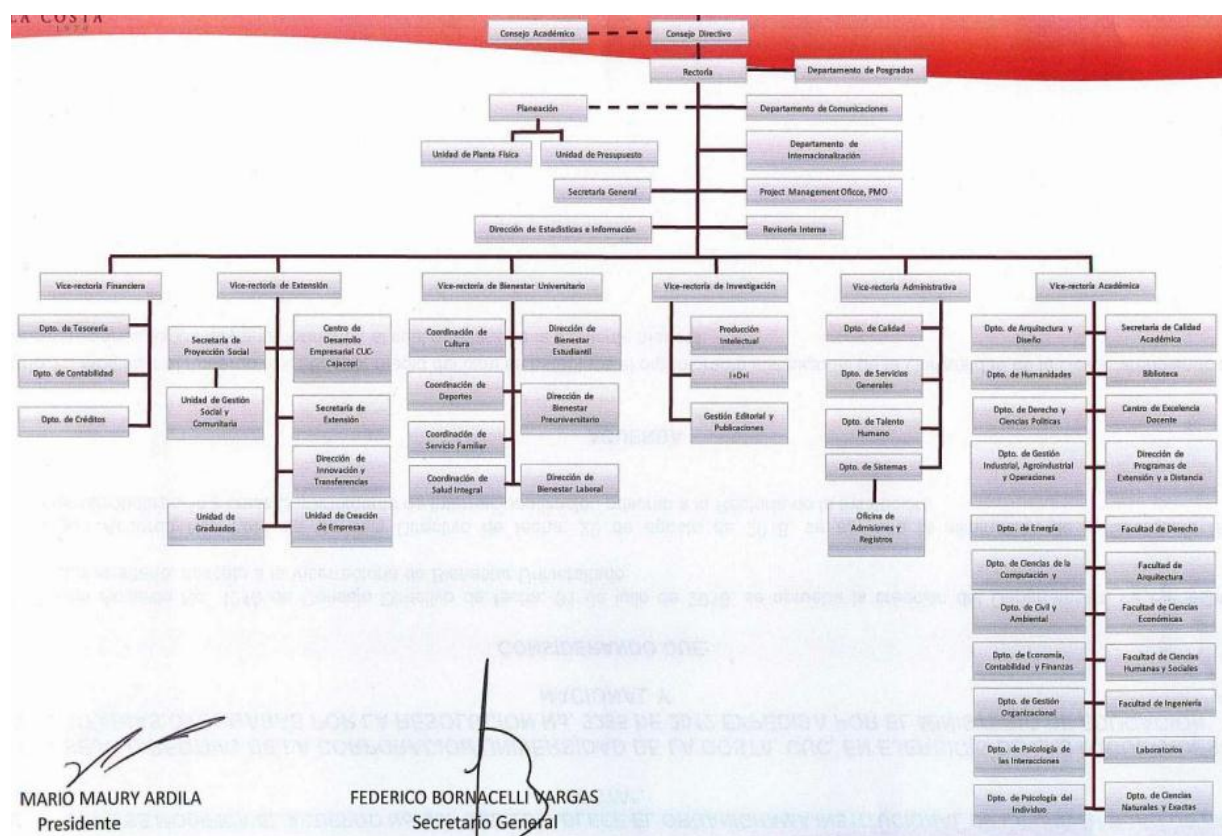 LA COSTA
1970
Consejo Académico
Consejo Directivo
Rectoría
Departamento de Posgrados
Planeación
Departamento de Comunicaciones
Unidad de Planta Física
Unidad de Presupuesto
Departamento de
Internacionalización
Secretaría General
Project Management Oficce, PMO
Dirección de Estadísticas e Información
Revisoría Interna
Vice-rectoría Financiera
Vice-rectoría de Extensión
Vice-rectoría de Bienestar Universitario
Vice-rectoría de Investigación
Vice-rectoría Administrativa
Vice-rectoría Académica
Dpto. de Tesorería
Dpto. de Contabilidad
Dpto. de Créditos
Secretaría de
Proyección Social
Unidad de Gestión
Social y
Comunitaria
Centro de
Desarrollo
Empresarial CUC-
Cajacopi
Secretaría de
Extensión
Dirección de
Innovación y
Transferencias
Unidad de
Graduados
Unidad de Creación
de Empresas
Coordinación de
Cultura
Coordinación de
Deportes
Coordinación de
Servicio Familiar
Coordinación de
Salud Integral
Dirección de
Bienestar
Estudiantil
Dirección de
Bienestar
Preuniversitario
Dirección de
Bienestar Laboral
Producción
Intelectual
I+D+i
Gestión Editorial y
Publicaciones
Dpto. de Calidad
Dpto. de Servicios
Generales
Dpto. de Talento
Humano
Dpto. de Sistemas
Oficina de
Admisiones y
Registros
Dpto. de Arquitectura y
Diseño
Dpto. de Humanidades
Dpto. de Derecho y
Ciencias Políticas
Dpto. de Gestión
Industrial, Agroindustrial
y Operaciones
Dpto. de Energía
Dpto. de Ciencias de la
Computación y
Dpto. de Civil y
Ambiental
Dpto. de Economía,
Contabilidad y Finanzas
Dpto. de Gestión
Organizacional
Dpto. de Psicología de
las Interacciones
Dpto. de Psicología del
Individuo
Secretaría de Calidad
Académica
Biblioteca
Centro de Excelencia
Docente
Dirección de
Programas de
Extensión y a Distancia
Facultad de Derecho
Facultad de
Arquitectura
Facultad de Ciencias
Económicas
Facultad de Ciencias
Humanas y Sociales
Facultad de Ingeniería
Laboratorios
Dpto. de Ciencias
Naturales y Exactas
MARIO MAURY ARDILA
Presidente
FEDERICO BORNACELLI VARGAS
Secretario General